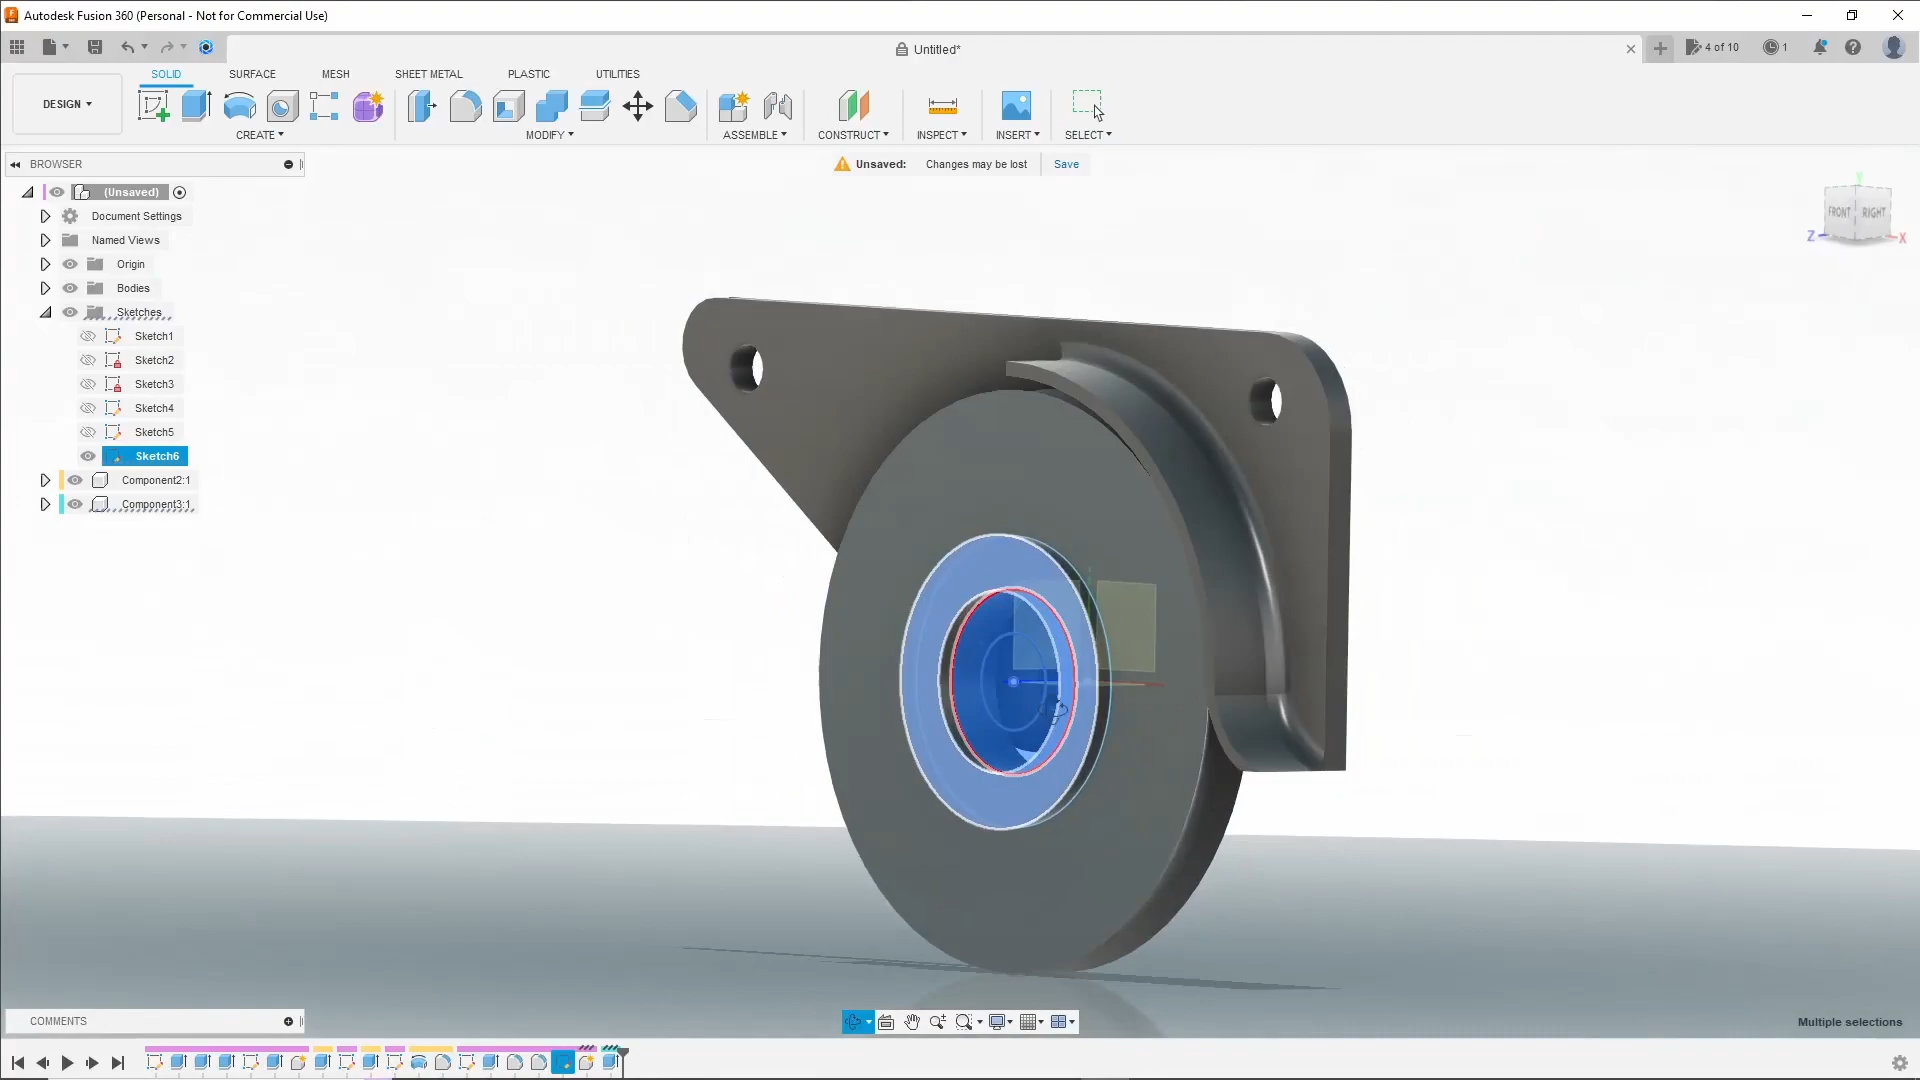 Autodesk Fusion 360 (Personal - Not for Commercial Use)
Untitled*
4 of 10
1
SOLID
SURFACE
MESH
SHEET METAL
PLASTIC
UTILITIES
DESIGN
CREATE
MODIFY
ASSEMBLE
CONSTRUCT
INSPECT
INSERT
SELECT
BROWSER
Unsaved: Changes may be lost Save
(Unsaved)
Document Settings
Named Views
Origin
Bodies
Sketches
Sketch1
Sketch2
Sketch3
Sketch4
Sketch5
Sketch6
Component2:1
Component3:1
Y
FRONT
RIGHT
Z
X
COMMENTS
Multiple selections